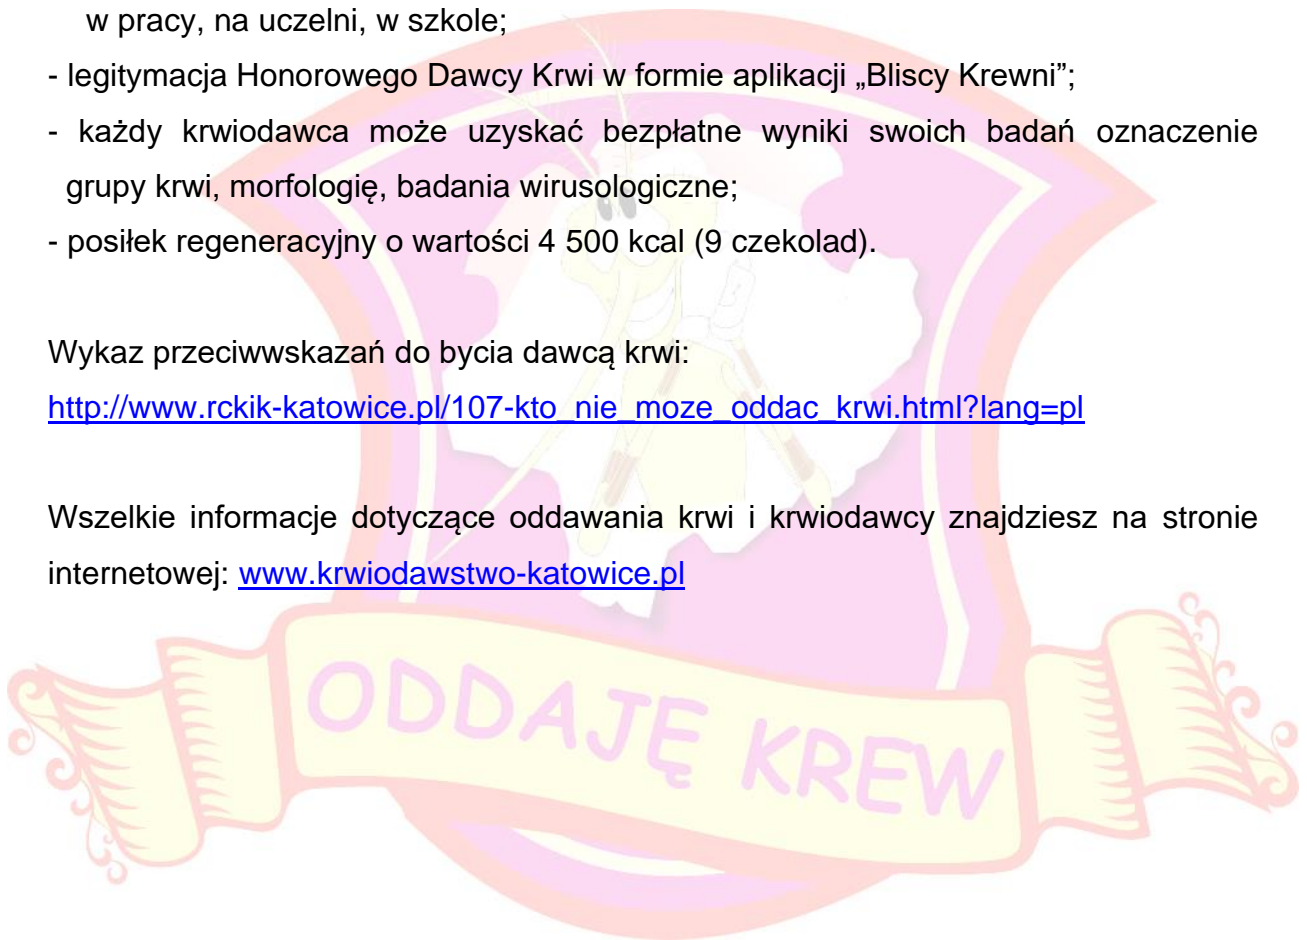 w pracy, na uczelni, w szkole;
- legitymacja Honorowego Dawcy Krwi w formie aplikacji „Bliscy Krewni”;
- każdy krwiodawca może uzyskać bezpłatne wyniki swoich badań oznaczenie
grupy krwi, morfologię, badania wirusologiczne;
- posiłek regeneracyjny o wartości 4 500 kcal (9 czekolad).
Wykaz przeciwwskazań do bycia dawcą krwi:
http://www.rckik-katowice.pl/107-kto_nie_moze_oddac_krwi.html?lang=pl
Wszelkie informacje dotyczące oddawania krwi i krwiodawcy znajdziesz na stronie
internetowej: www.krwiodawstwo-katowice.pl
ODDAJĘ KREW